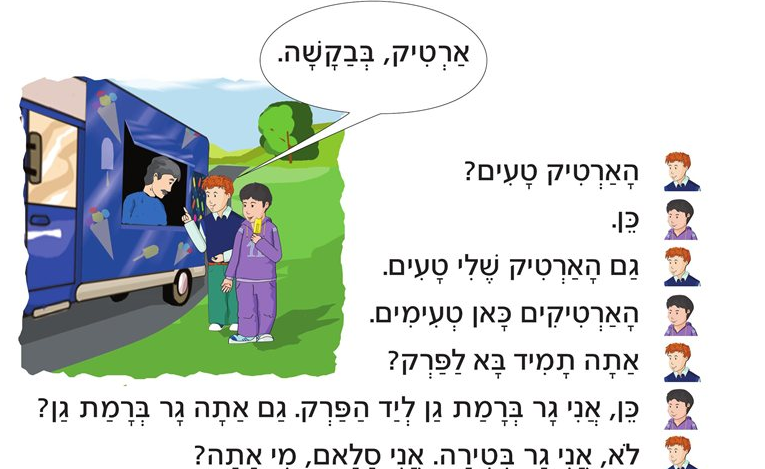 אַרְטִיק, בְּבַקָשָׁה.
הָאַרְטִיק טָעִים?
כֵּן.
גַם הָאַרְטִיק שֶׁלִי טָעִים.
הָאַרְטִיקִים כָּאן טְעִימִים.
אַתָה תָמִיד בָּא לַפַּרְק?
כֵּן, אֲנִי גָר בְּרָמַת גַן לְיַד הַפַּרְק. גַם אַתָה גָר בְּרָמַת גַן?
לֹא, אֲנִי גַר בְּטִירָה. אֲנִי סָלַאם, מִי אַתָה?